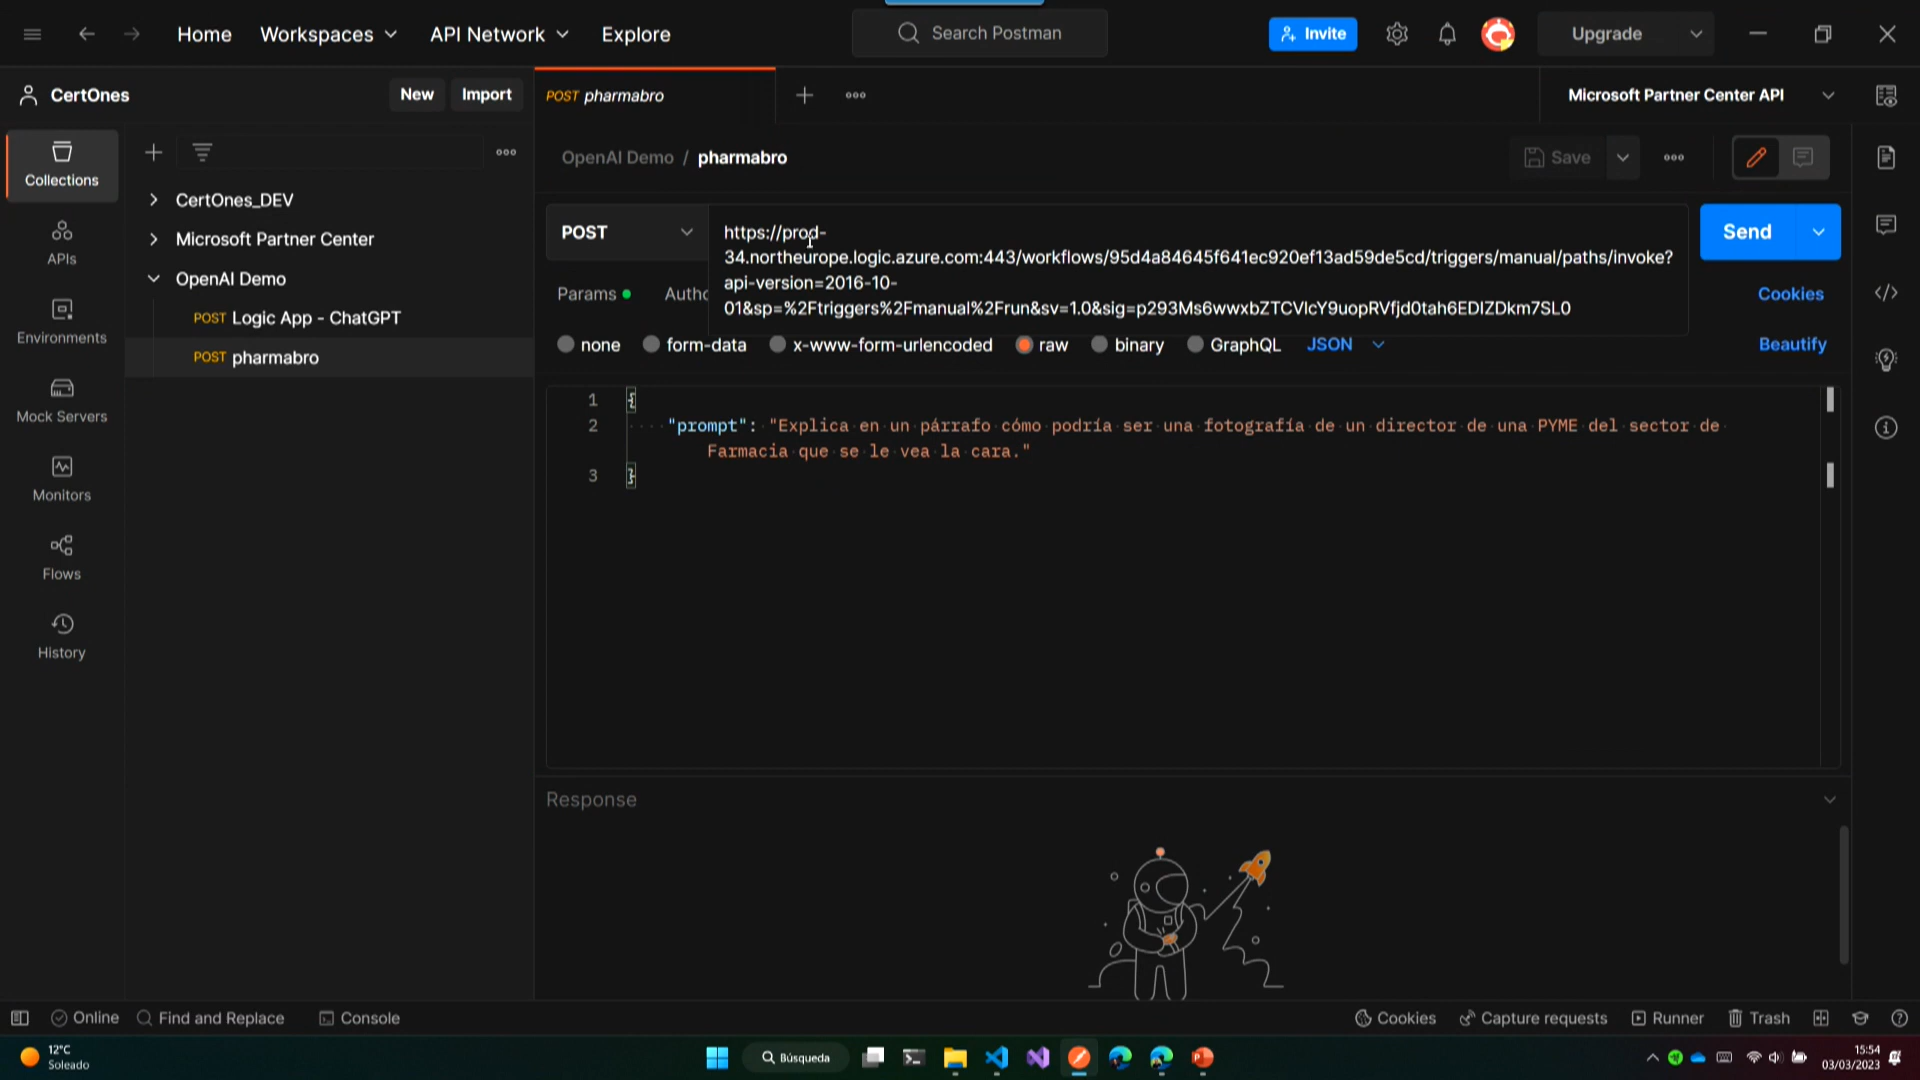 Home Workspaces API Network Explore Search Postman Invite Upgrade
CertOnes New Import
POST pharmabro
Microsoft Partner Center API
Collections
APIs
Environments
Mock Servers
Monitors
Flows
History
CertOnes_DEV
Microsoft Partner Center
OpenAI Demo
POST Logic App - ChatGPT
POST pharmabro
OpenAI Demo / pharmabro
Save
POST
https://prod-
34.northeurope.logic.azure.com:443/workflows/95d4a84645f641ec920ef13ad59de5cd/triggers/manual/paths/invoke?
api-version=2016-10-
01&sp=%2Ftriggers%2Fmanual%2Frun&sv=1.0&sig=p293Ms6wwxbZTCVlcY9uopRVfjd0tah6EDIZDkm7SL0
Send
Params Autho
Cookies
none form-data x-www-form-urlencoded raw binary GraphQL JSON
Beautify
1 {
2 "prompt": "Explica en un párrafo cómo podría ser una fotografía de un director de una PYME del sector de
Farmacia que se le vea la cara."
3 }
Response
Online Find and Replace Console
Cookies Capture requests Runner Trash
12°C
Soleado
Búsqueda
15:54
03/03/2023